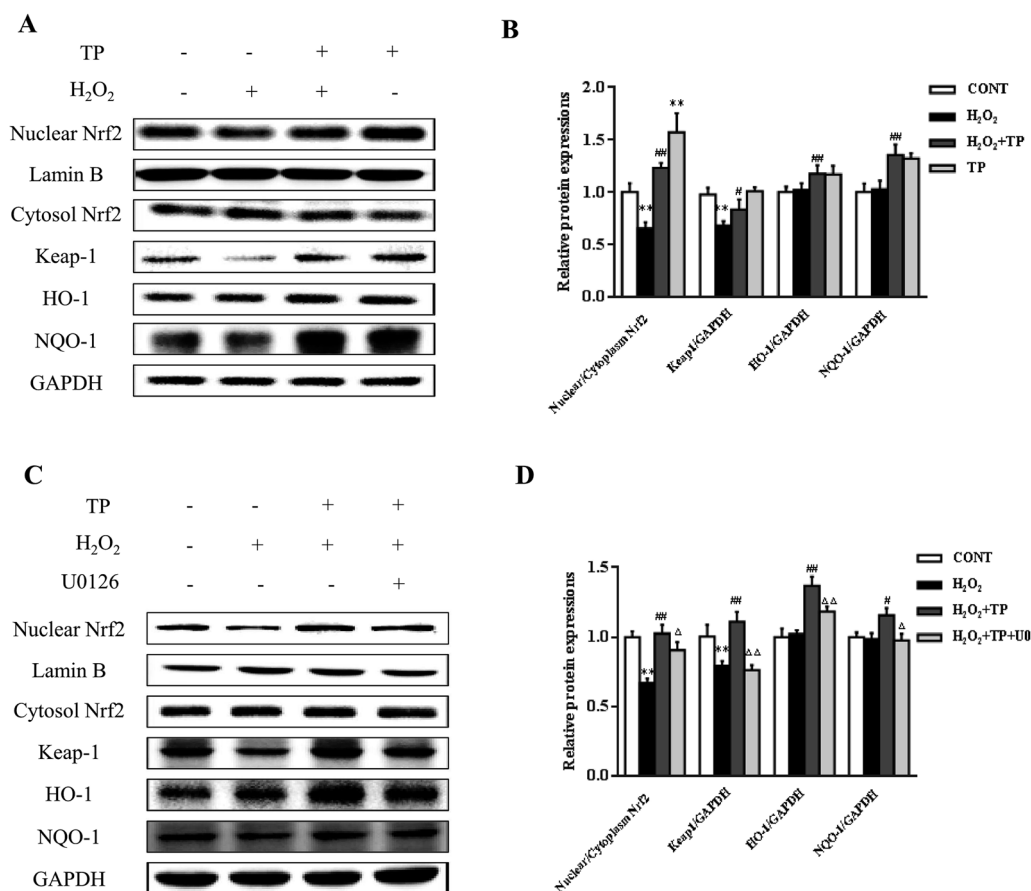 A
TP - - + +
H₂O₂ - + + -
Nuclear Nrf2
Lamin B
Cytosol Nrf2
Keap-1
HO-1
NQO-1
GAPDH
B
Relative protein expressions
2.0
1.5
1.0
0.5
0.0
** ## **
** #
##
##
Nuclear/Cytoplasm Nrf2
Keap1/GAPDH
HO-1/GAPDH
NQO-1/GAPDH
CONT
H₂O₂
H₂O₂+TP
TP
C
TP - - + +
H₂O₂ - + + +
U0126 - - - +
Nuclear Nrf2
Lamin B
Cytosol Nrf2
Keap-1
HO-1
NQO-1
GAPDH
D
Relative protein expressions
1.5
1.0
0.5
0.0
** ## Δ
** ## ΔΔ
## ΔΔ
# Δ
Nuclear/Cytoplasm Nrf2
Keap1/GAPDH
HO-1/GAPDH
NQO-1/GAPDH
CONT
H₂O₂
H₂O₂+TP
H₂O₂+TP+U0